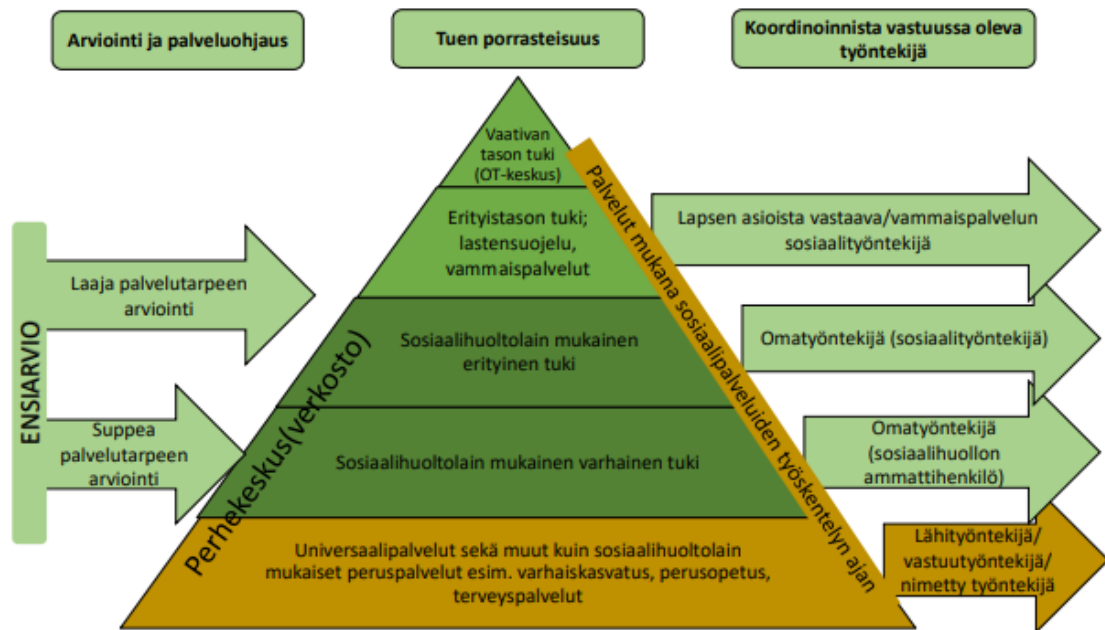 Arviointi ja palveluohjaus
Tuen porrasteisuus
Koordinoinnista vastuussa oleva
työntekijä
Vaativan
tason tuki
(OT-keskus)
Erityistason tuki;
lastensuojelu,
vammaispalvelut
Sosiaalihuoltolain mukainen
erityinen tuki
Sosiaalihuoltolain mukainen varhainen tuki
Universaalipalvelut sekä muut kuin sosiaalihuoltolain
mukaiset peruspalvelut esim. varhaiskasvatus, perusopetus,
terveyspalvelut
ENSIARVIO
Laaja palvelutarpeen
arviointi
Suppea
palvelutarpeen
arviointi
Perhekeskus(verkosto)
Palvelut mukana sosiaalipalveluiden työskentelyn ajan
Lapsen asioista vastaava/vammaispalvelun
sosiaalityöntekijä
Omatyöntekijä (sosiaalityöntekijä)
Omatyöntekijä
(sosiaalihuollon
ammattihenkilö)
Lähityöntekijä/
vastuutyöntekijä/
nimetty työntekijä